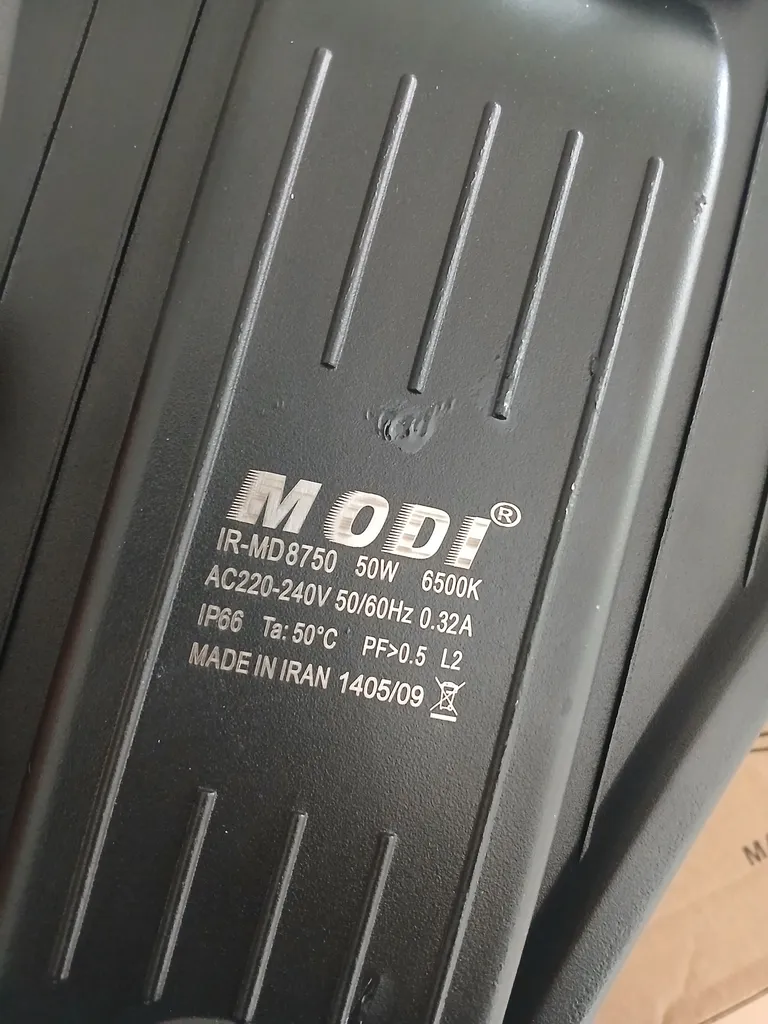 MODI®
IR-MD8750 50W 6500K
AC220-240V 50/60Hz 0.32A
IP66 Ta: 50°C PF>0.5 L2
MADE IN IRAN 1405/09